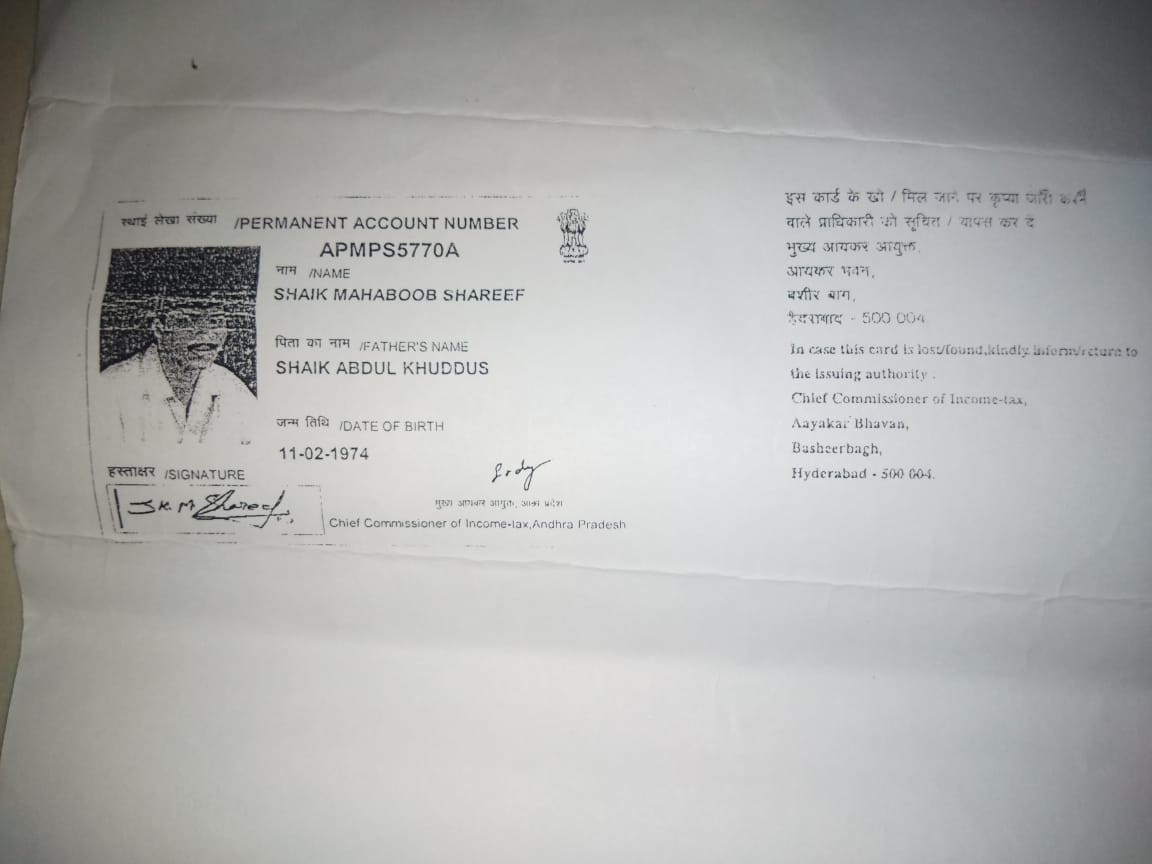 स्थाई लेखा संख्या /PERMANENT ACCOUNT NUMBER
APMPS5770A
नाम /NAME
SHAIK MAHABOOB SHAREEF
पिता का नाम /FATHER'S NAME
SHAIK ABDUL KHUDDUS
जन्म तिथि /DATE OF BIRTH
11-02-1974
हस्ताक्षर /SIGNATURE
SK. M Shareef
मुख्य आयकर आयुक्त, आन्ध्र प्रदेश
Chief Commissioner of Income-tax,Andhra Pradesh
इस कार्ड के खो / मिल जाने पर कृप्या जारी करने
वाले प्राधिकारी को सूचित / वापस कर दें
मुख्य आयकर आयुक्त,
आयकर भवन,
बशीर बाग,
हैदराबाद - 500 004.
In case this card is lost/found,kindly inform/return to
the issuing authority .
Chief Commissioner of Income-tax,
Aayakar Bhavan,
Basheerbagh,
Hyderabad - 500 004.